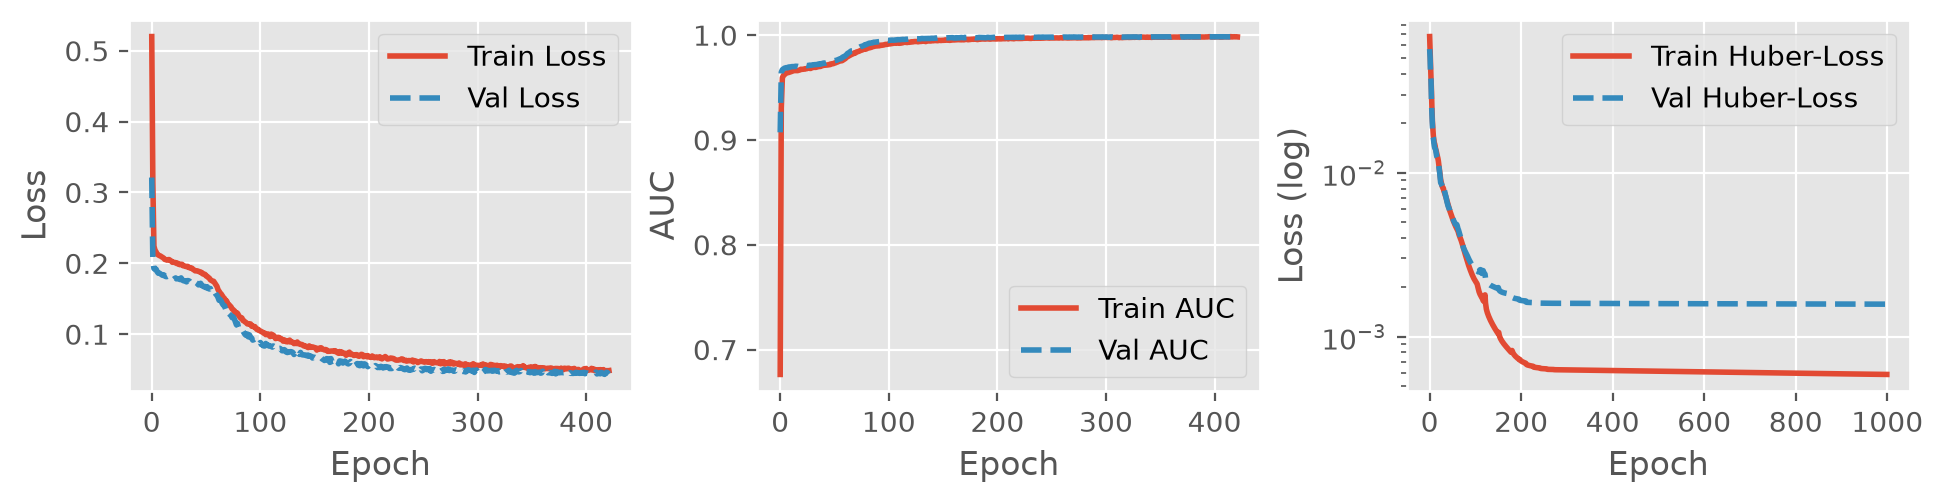 Loss
0.5
0.4
0.3
0.2
0.1
Train Loss
Val Loss
0 100 200 300 400
Epoch
AUC
1.0
0.9
0.8
0.7
Train AUC
Val AUC
0 100 200 300 400
Epoch
Loss (log)
10⁻²
10⁻³
Train Huber-Loss
Val Huber-Loss
0 200 400 600 800 1000
Epoch